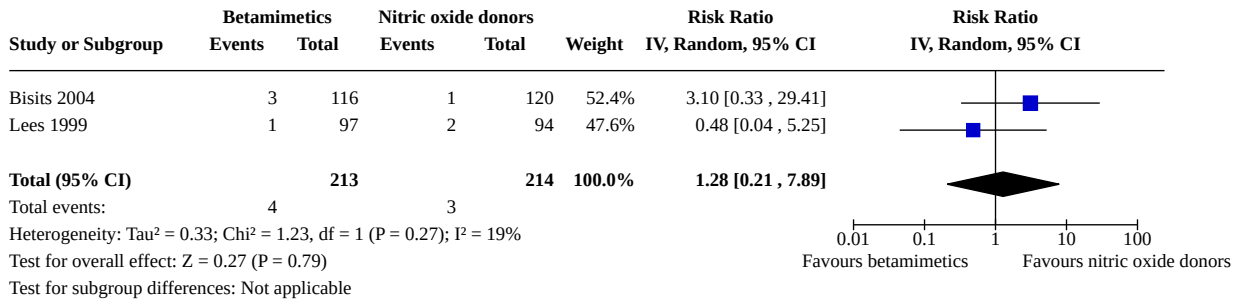 Betamimetics Nitric oxide donors Risk Ratio Risk Ratio
Study or Subgroup Events Total Events Total Weight IV, Random, 95% CI IV, Random, 95% CI
Bisits 2004 3 116 1 120 52.4% 3.10 [0.33 , 29.41]
Lees 1999 1 97 2 94 47.6% 0.48 [0.04 , 5.25]
Total (95% CI) 213 214 100.0% 1.28 [0.21 , 7.89]
Total events: 4 3
Heterogeneity: Tau² = 0.33; Chi² = 1.23, df = 1 (P = 0.27); I² = 19%
0.01 0.1 1 10 100
Test for overall effect: Z = 0.27 (P = 0.79)
Favours betamimetics Favours nitric oxide donors
Test for subgroup differences: Not applicable